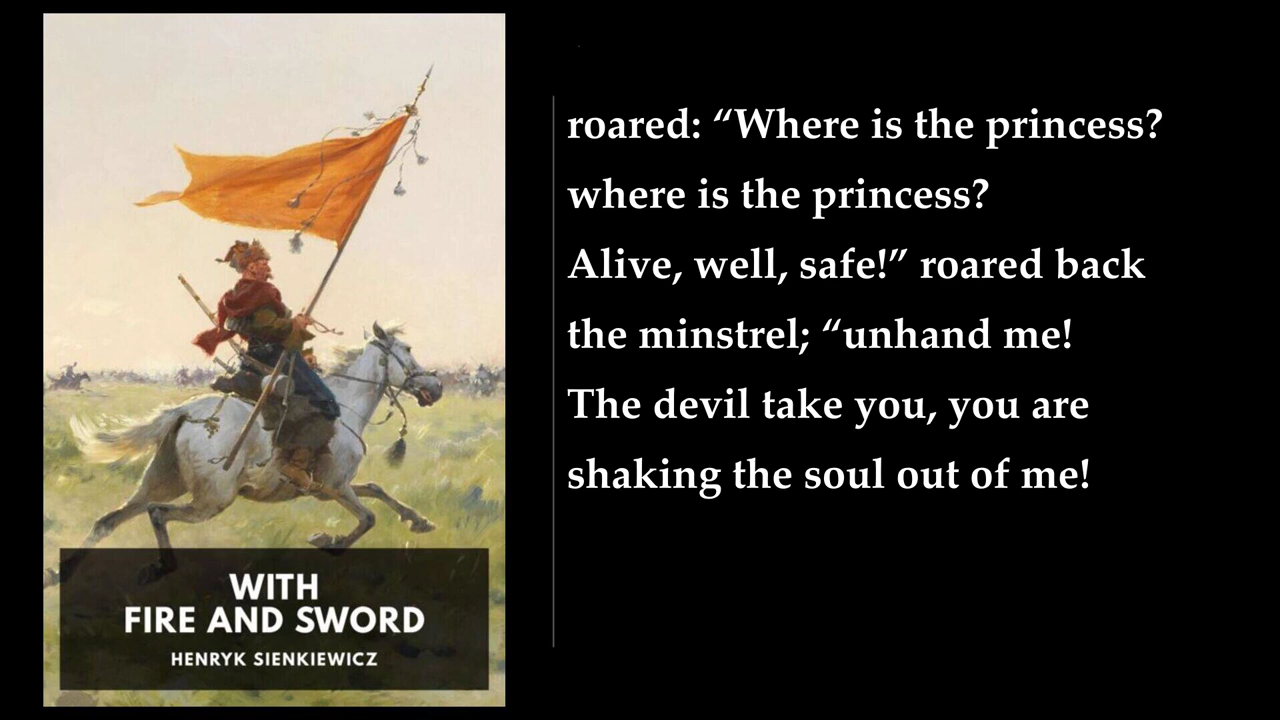 WITH
FIRE AND SWORD
HENRYK SIENKIEWICZ
roared: “Where is the princess?
where is the princess?
Alive, well, safe!” roared back
the minstrel; “unhand me!
The devil take you, you are
shaking the soul out of me!